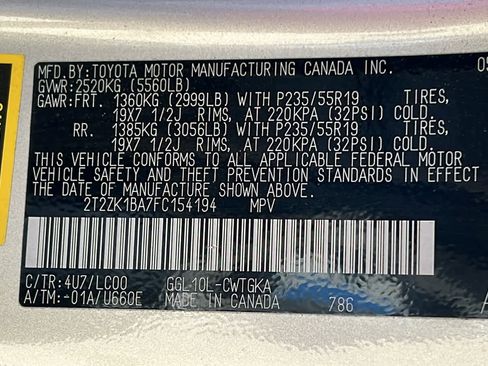 MFD.BY:TOYOTA MOTOR MANUFACTURING CANADA INC. 05
GVWR:2520KG (5560LB)
GAWR:FRT. 1360KG (2999LB) WITH P235/55R19 TIRES,
19X7 1/2J RIMS, AT 220KPA (32PSI) COLD.
RR. 1385KG (3056LB) WITH P235/55R19 TIRES,
19X7 1/2J RIMS, AT 220KPA (32PSI) COLD.
THIS VEHICLE CONFORMS TO ALL APPLICABLE FEDERAL MOTOR
VEHICLE SAFETY AND THEFT PREVENTION STANDARDS IN EFFECT
ON THE DATE OF MANUFACTURE SHOWN ABOVE.
2T2ZK1BA7FC154194 MPV
C/TR:4U7/LC00 GGL10L-CWTGKA
A/TM:-01A/U660E MADE IN CANADA 786